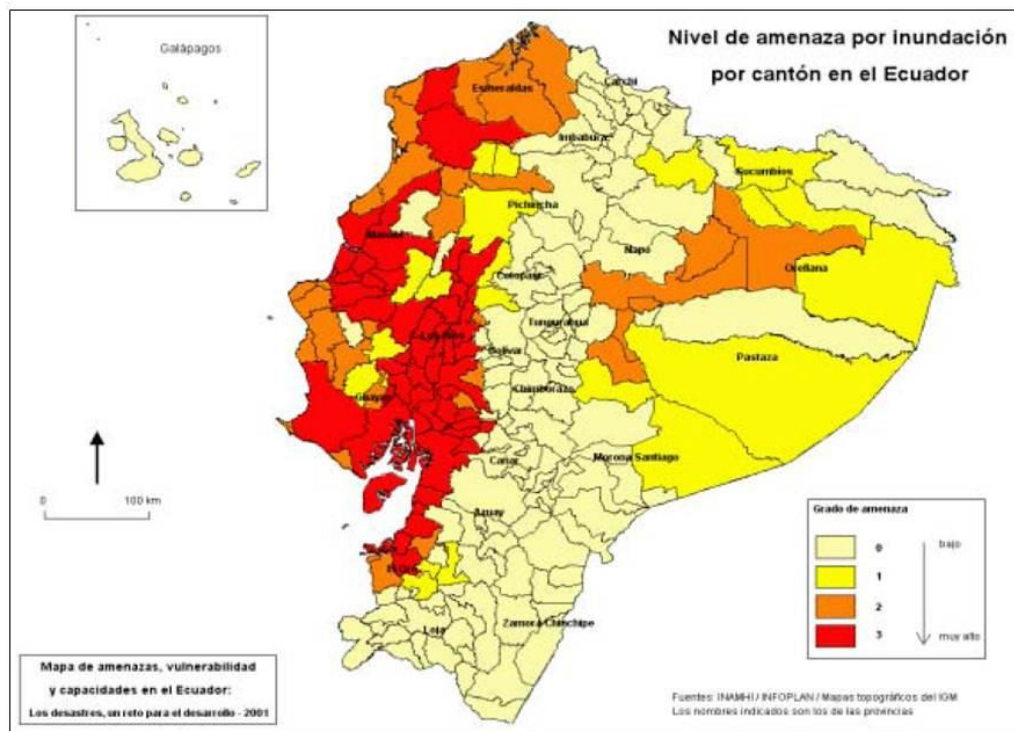 Galápagos
Nivel de amenaza por inundación
por cantón en el Ecuador
Carchi
Esmeraldas
Imbabura
Sucumbios
Pichincha
Manabí
Napo
Orellana
Cotopaxi
Tungurahua
Los Ríos
Bolívar
Pastaza
Chimborazo
Guayas
Cañar
Morona Santiago
Azuay
El Oro
Loja
Zamora Chinchipe
0 100 km
Grado de amenaza
0 bajo
1
2
3 muy alto
Mapa de amenazas, vulnerabilidad
y capacidades en el Ecuador:
Los desastres, un reto para el desarrollo - 2001
Fuentes: INAMHI / INFOPLAN / Mapas topográficos del IGM
Los nombres indicados son los de las provincias